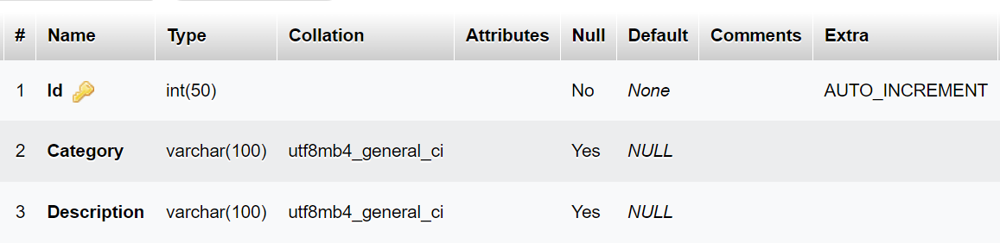 # Name Type Collation Attributes Null Default Comments Extra
1 Id int(50) No None AUTO_INCREMENT
2 Category varchar(100) utf8mb4_general_ci Yes NULL
3 Description varchar(100) utf8mb4_general_ci Yes NULL